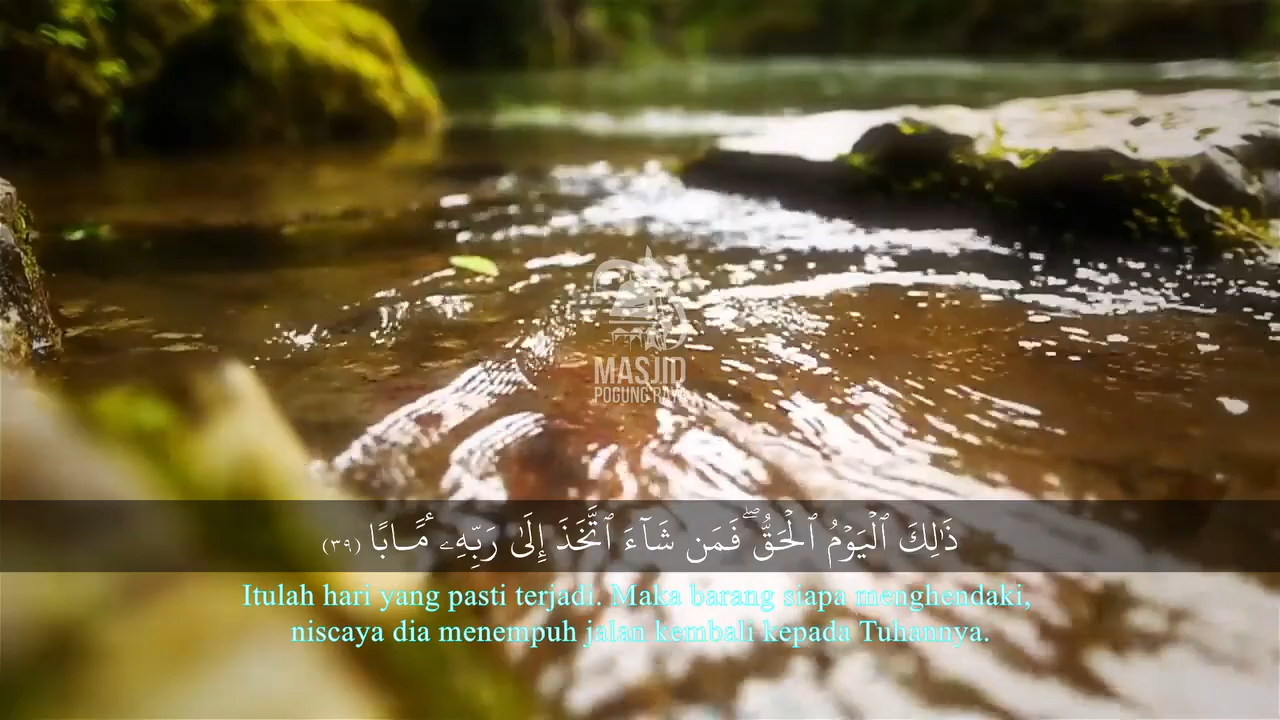 MASJID
POGUNG RAYA
ذَٰلِكَ ٱلْيَوْمُ ٱلْحَقُّ ۖ فَمَن شَآءَ ٱتَّخَذَ إِلَىٰ رَبِّهِۦ مَـَٔابًا (٣٩)
Itulah hari yang pasti terjadi. Maka barang siapa menghendaki,
niscaya dia menempuh jalan kembali kepada Tuhannya.